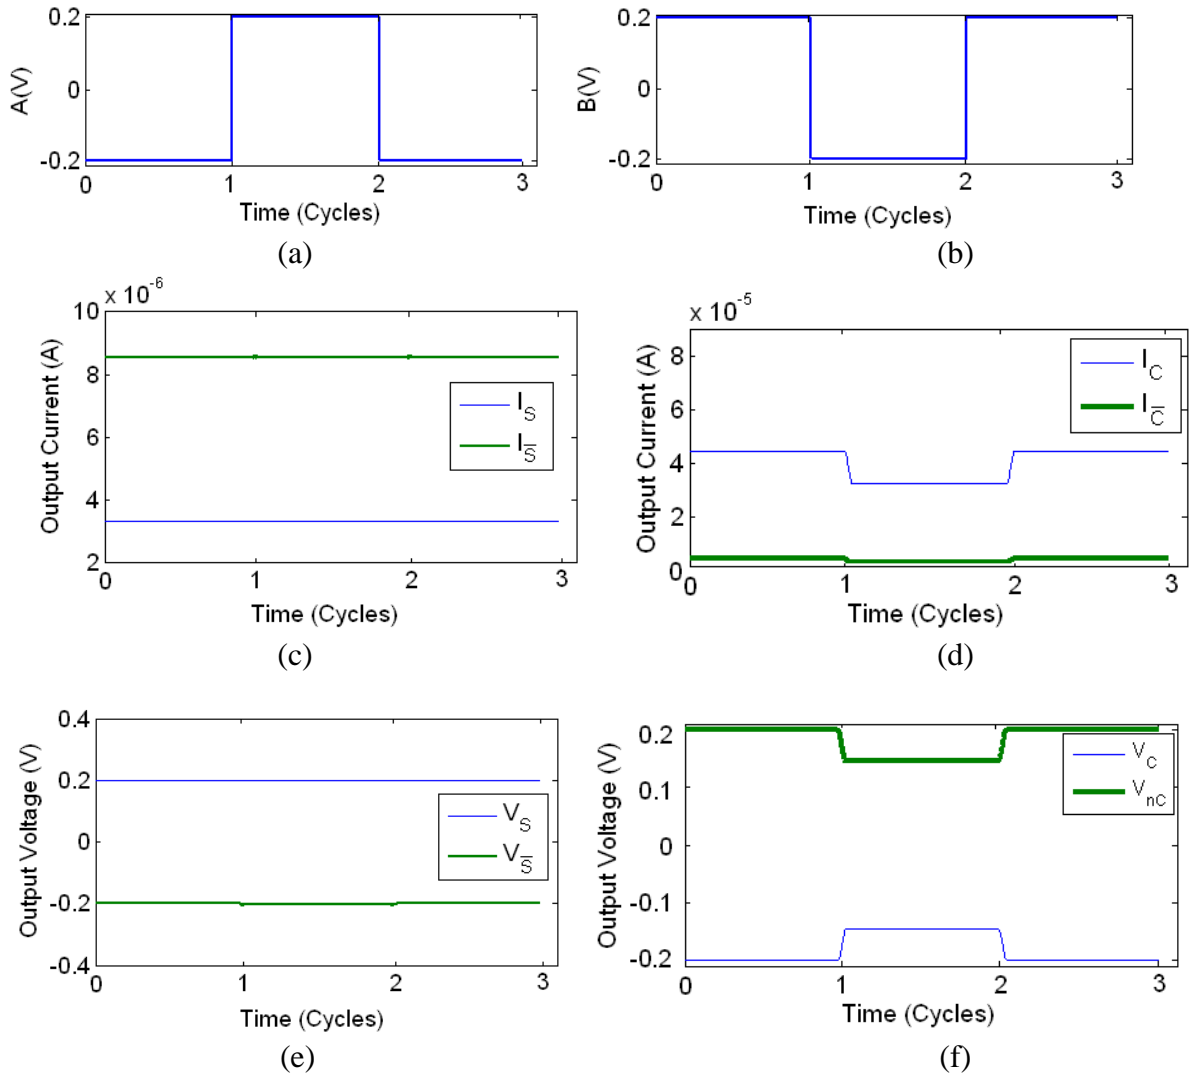 0.2
0
-0.2
A(V)
0
1
2
3
Time (Cycles)
(a)
0.2
0
-0.2
B(V)
0
1
2
3
Time (Cycles)
(b)
x 10^-6
10
8
6
4
2
Output Current (A)
I_S
I_S̅
0
1
2
3
Time (Cycles)
(c)
x 10^-5
8
6
4
2
0
Output Current (A)
I_C
I_C̅
0
1
2
3
Time (Cycles)
(d)
0.4
0.2
0
-0.2
-0.4
Output Voltage (V)
V_S
V_S̅
0
1
2
3
Time (Cycles)
(e)
0.2
0.1
0
-0.1
-0.2
Output Voltage (V)
V_C
V_nC
0
1
2
3
Time (Cycles)
(f)